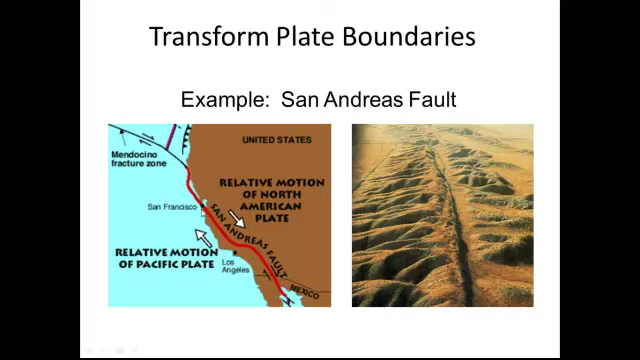 Transform Plate Boundaries
Example: San Andreas Fault
UNITED STATES
Mendocino
fracture zone
RELATIVE MOTION
OF NORTH
AMERICAN
PLATE
San Francisco
SAN ANDREAS FAULT
RELATIVE MOTION
OF PACIFIC PLATE
Los
Angeles
MEXICO